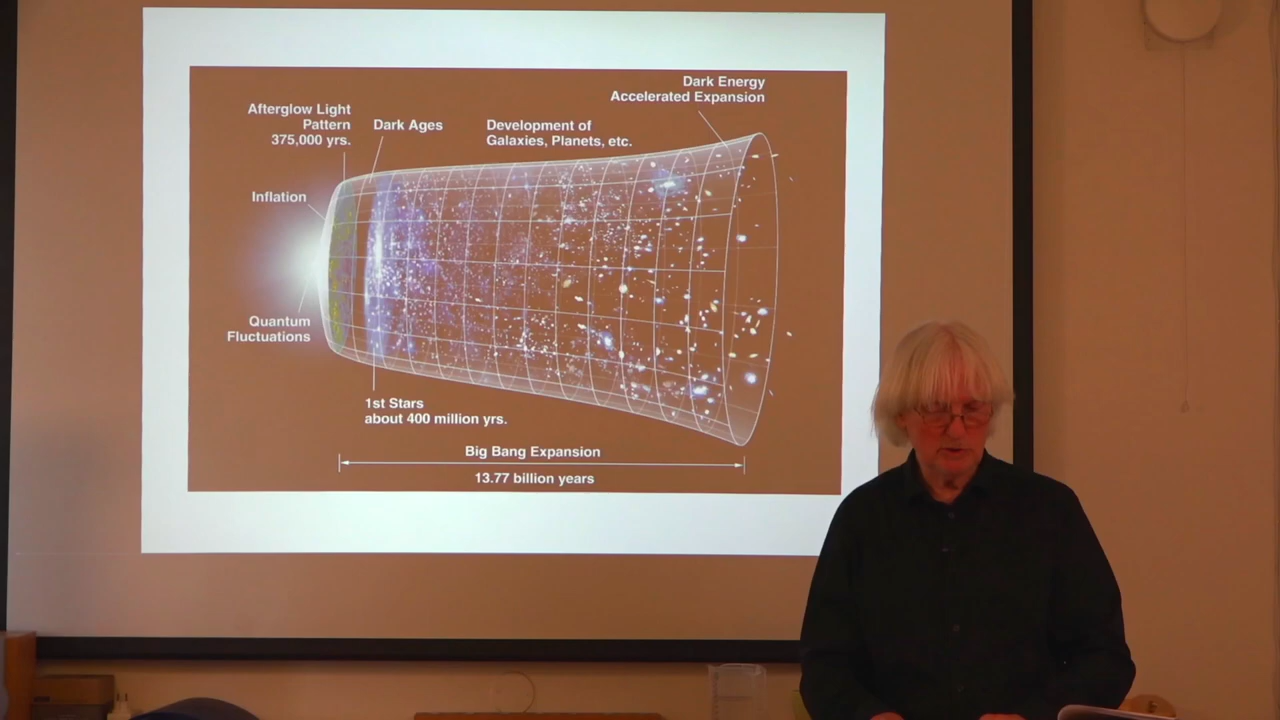 Dark Energy
Accelerated Expansion
Afterglow Light
Pattern
375,000 yrs.
Dark Ages
Development of
Galaxies, Planets, etc.
Inflation
Quantum
Fluctuations
1st Stars
about 400 million yrs.
Big Bang Expansion
13.77 billion years